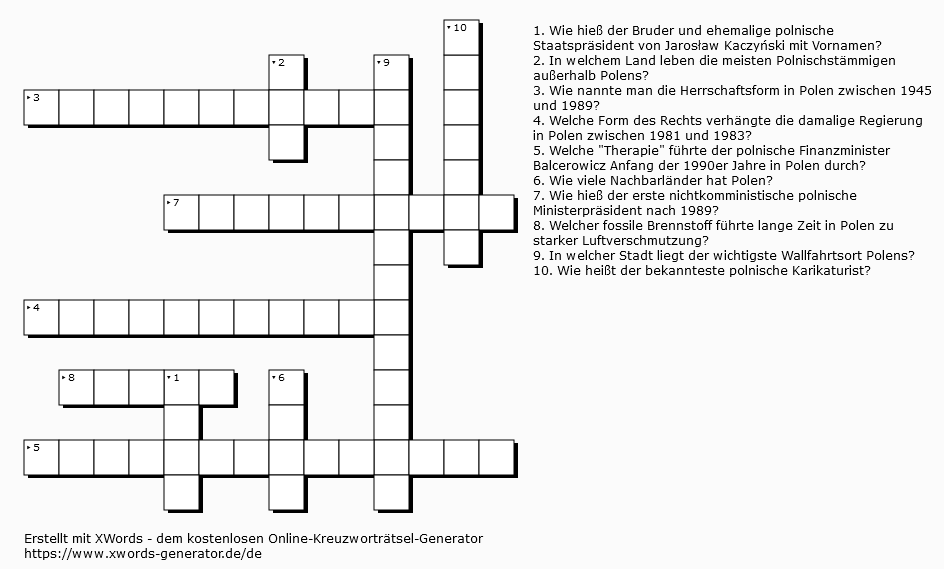 10
2
9
3
7
4
8
1
6
5
1. Wie hieß der Bruder und ehemalige polnische
Staatspräsident von Jarosław Kaczyński mit Vornamen?
2. In welchem Land leben die meisten Polnischstämmigen
außerhalb Polens?
3. Wie nannte man die Herrschaftsform in Polen zwischen 1945
und 1989?
4. Welche Form des Rechts verhängte die damalige Regierung
in Polen zwischen 1981 und 1983?
5. Welche "Therapie" führte der polnische Finanzminister
Balcerowicz Anfang der 1990er Jahre in Polen durch?
6. Wie viele Nachbarländer hat Polen?
7. Wie hieß der erste nichtkomministische polnische
Ministerpräsident nach 1989?
8. Welcher fossile Brennstoff führte lange Zeit in Polen zu
starker Luftverschmutzung?
9. In welcher Stadt liegt der wichtigste Wallfahrtsort Polens?
10. Wie heißt der bekannteste polnische Karikaturist?
Erstellt mit XWords - dem kostenlosen Online-Kreuzworträtsel-Generator
https://www.xwords-generator.de/de